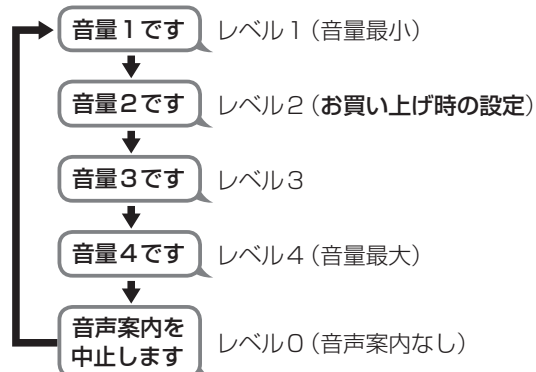 音量1です レベル1（音量最小）
音量2です レベル2（お買い上げ時の設定）
音量3です レベル3
音量4です レベル4（音量最大）
音声案内を
中止します レベル0（音声案内なし）